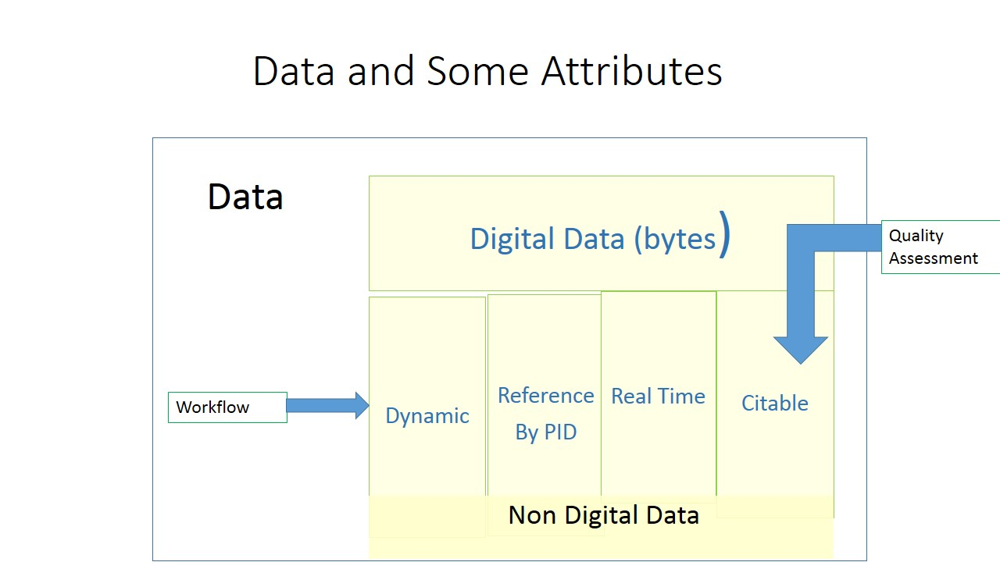 Data and Some Attributes
Data
Digital Data (bytes)
Quality
Assessment
Workflow
Dynamic
Reference
By PID
Real Time
Citable
Non Digital Data